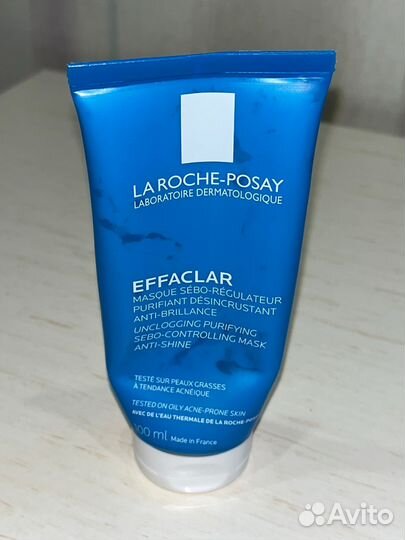 LA ROCHE-POSAY
LABORATOIRE DERMATOLOGIQUE
EFFACLAR
MASQUE SÉBO-RÉGULATEUR
PURIFIANT DÉSINCRUSTANT
ANTI-BRILLANCE
UNCLOGGING PURIFYING
SEBO-CONTROLLING MASK
ANTI-SHINE
TESTÉ SUR PEAUX GRASSES
À TENDANCE ACNÉIQUE
TESTED ON OILY ACNE-PRONE SKIN
AVEC DE L'EAU THERMALE DE LA ROCHE-POSAY
100 ml Made in France
Avito